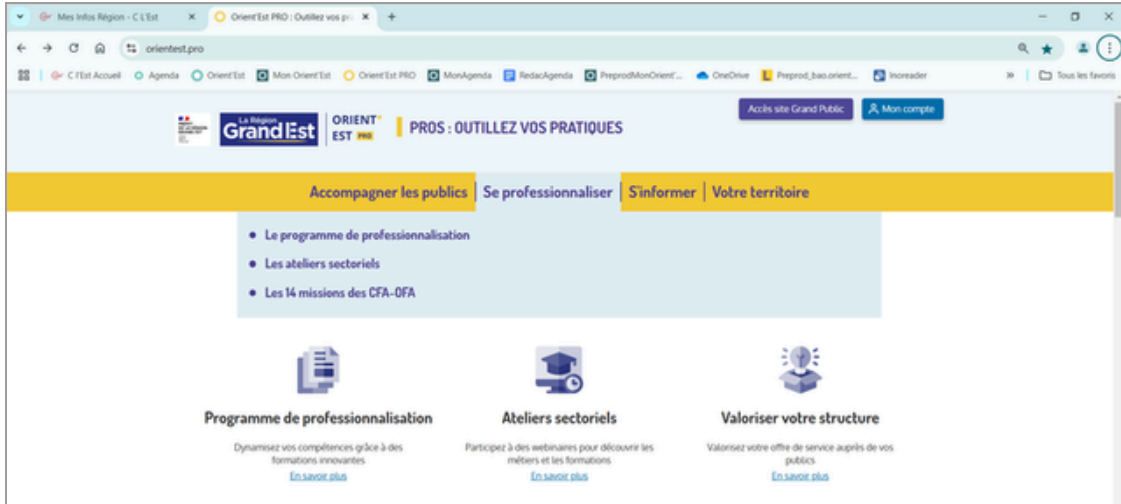 Mes Infos Région - C L'Est
Orient'Est PRO : Outillez vos pr
orientest.pro
C l'Est Accueil Agenda Orient'Est Mon Orient'Est Orient'Est PRO MonAgenda RedacAgenda PreprodMonOrient'... OneDrive Preprod_bao.orient... Inoreader Tous les favoris
Accès site Grand Public Mon compte
La Région
Grand Est
ORIENT'
EST PRO
PROS : OUTILLEZ VOS PRATIQUES
Accompagner les publics Se professionnaliser S'informer Votre territoire
Le programme de professionnalisation
Les ateliers sectoriels
Les 14 missions des CFA-OFA
Programme de professionnalisation
Dynamisez vos compétences grâce à des
formations innovantes
En savoir plus
Ateliers sectoriels
Participez à des webinaires pour découvrir les
métiers et les formations
En savoir plus
Valoriser votre structure
Valorisez votre offre de service auprès de vos
publics
En savoir plus